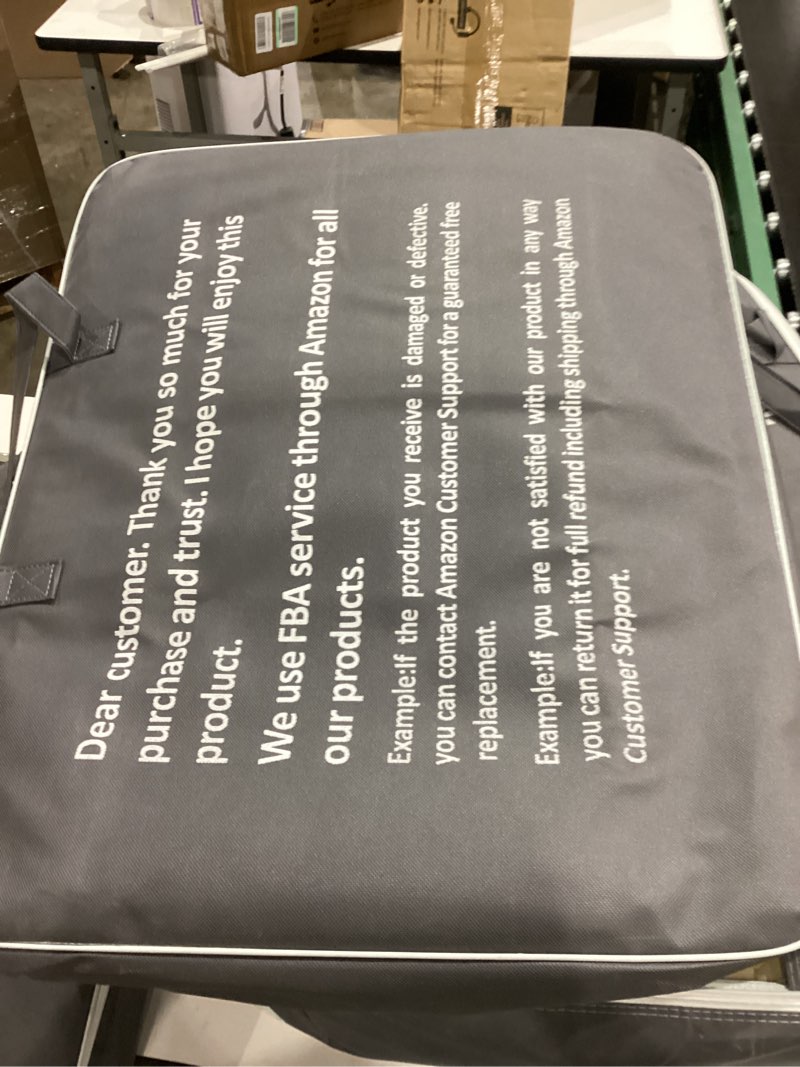 Dear customer. Thank you so much for your
purchase and trust. I hope you will enjoy this
product.
We use FBA service through Amazon for all
our products.
Example:If the product you receive is damaged or defective.
you can contact Amazon Customer Support for a guaranteed free
replacement.
Example:If you are not satisfied with our product in any way
you can return it for full refund including shipping through Amazon
Customer Support.